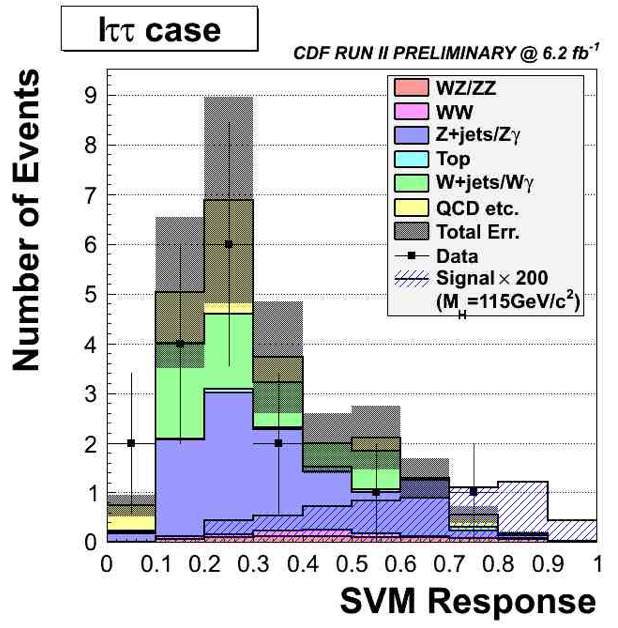 lττ case
CDF RUN II PRELIMINARY @ 6.2 fb⁻¹
Number of Events
9
8
7
6
5
4
3
2
1
0
WZ/ZZ
WW
Z+jets/Zγ
Top
W+jets/Wγ
QCD etc.
Total Err.
Data
Signal × 200
(M_H=115GeV/c²)
0 0.1 0.2 0.3 0.4 0.5 0.6 0.7 0.8 0.9 1
SVM Response